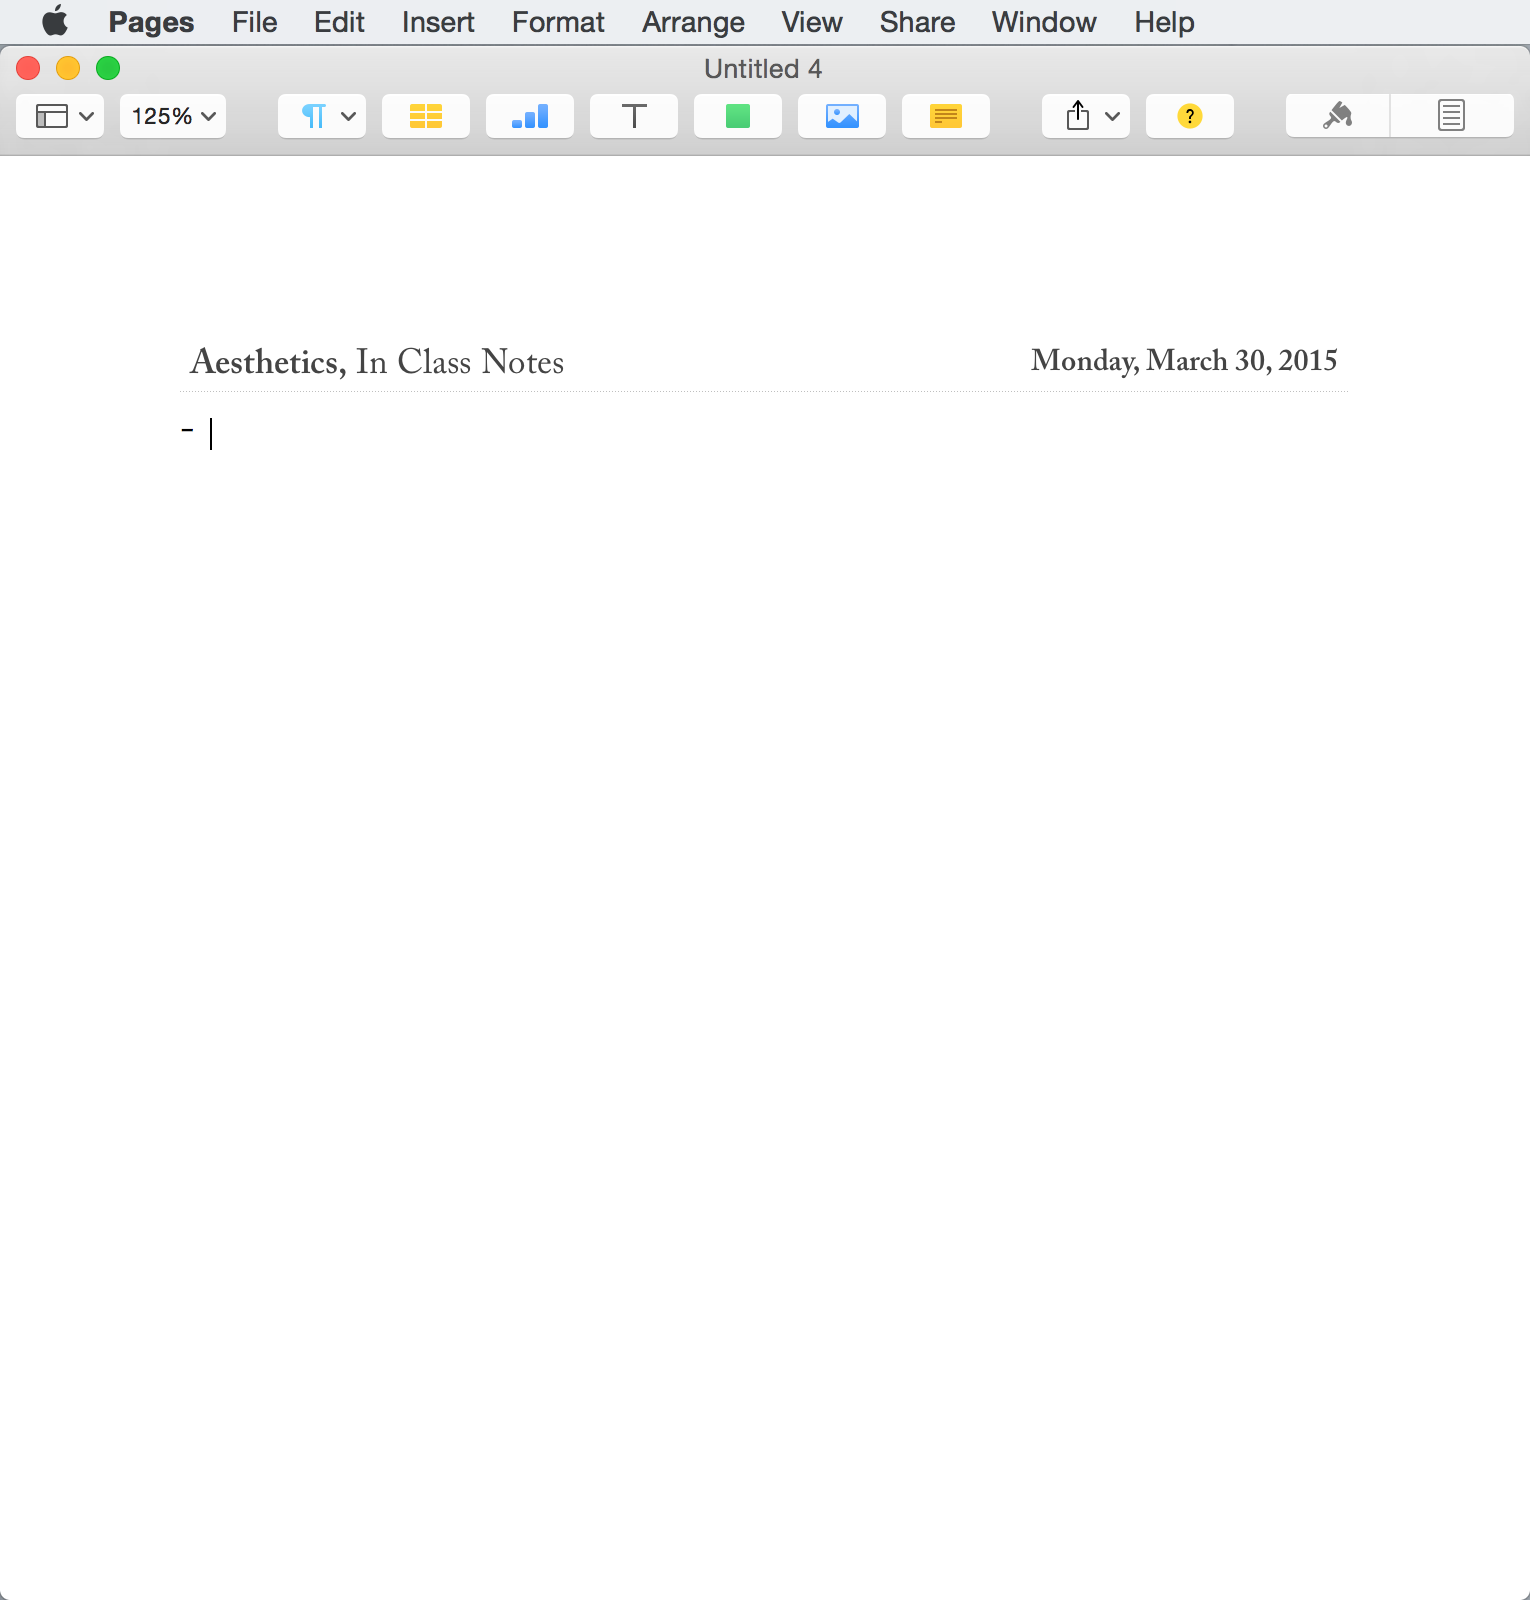 Pages File Edit Insert Format Arrange View Share Window Help
Untitled 4
125%
?
Aesthetics, In Class Notes Monday, March 30, 2015
-